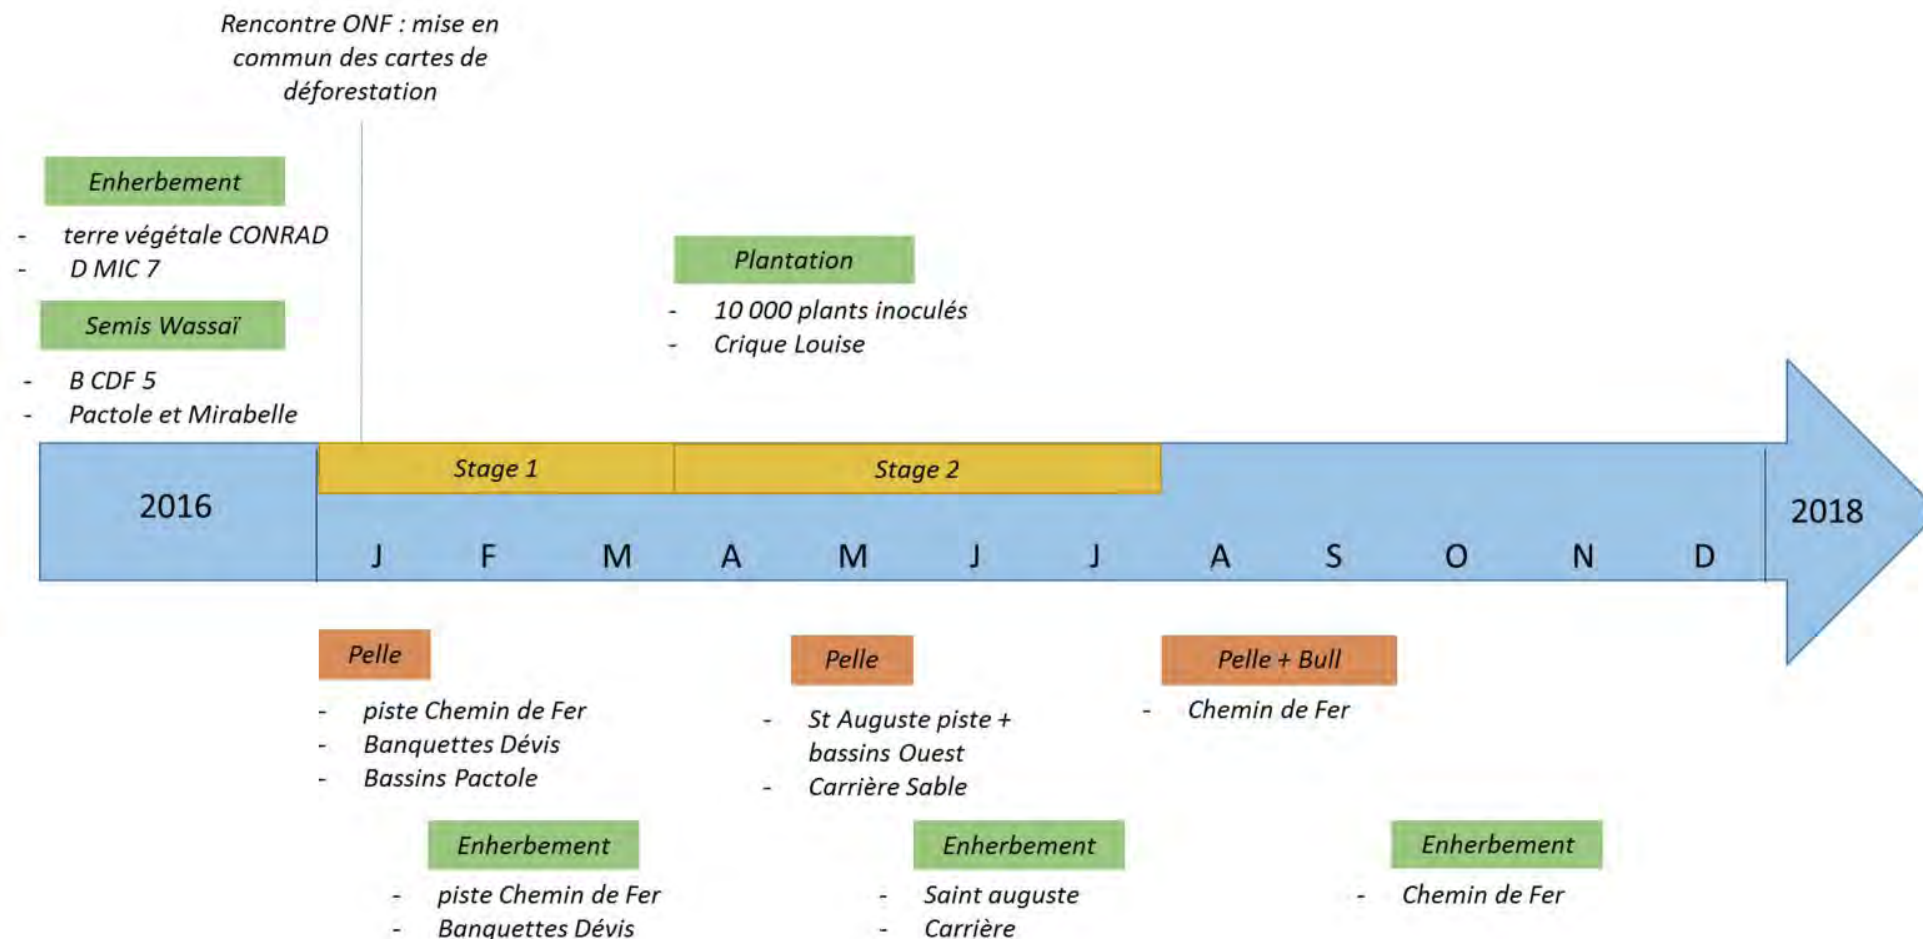 Rencontre ONF : mise en
commun des cartes de
déforestation
Enherbement
- terre végétale CONRAD
- D MIC 7
Semis Wassaï
- B CDF 5
- Pactole et Mirabelle
Plantation
- 10 000 plants inoculés
- Crique Louise
Stage 1
Stage 2
2016
J F M A M J J A S O N D
2018
Pelle
- piste Chemin de Fer
- Banquettes Dévis
- Bassins Pactole
Pelle
- St Auguste piste +
bassins Ouest
- Carrière Sable
Pelle + Bull
- Chemin de Fer
Enherbement
- piste Chemin de Fer
- Banquettes Dévis
Enherbement
- Saint auguste
- Carrière
Enherbement
- Chemin de Fer